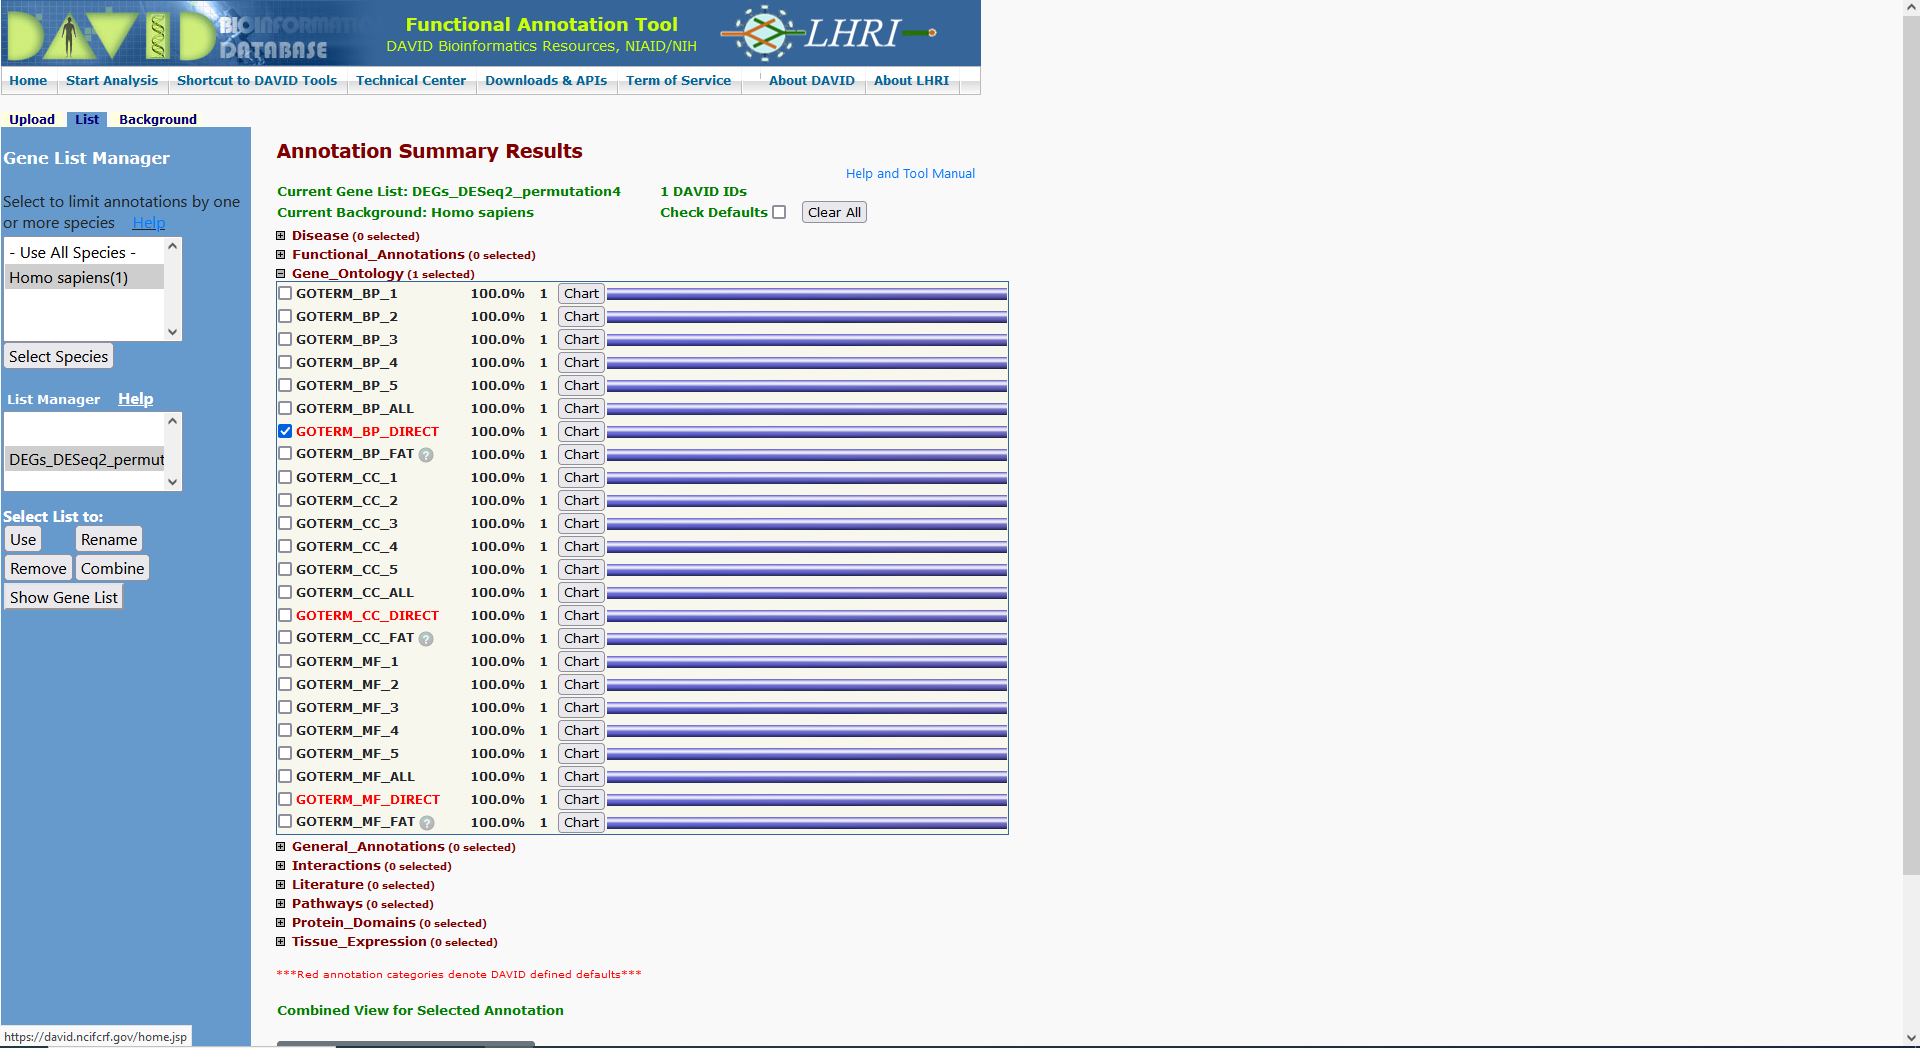 DAVID BIOINFORMATICS DATABASE
Functional Annotation Tool
DAVID Bioinformatics Resources, NIAID/NIH
LHRI
Home Start Analysis Shortcut to DAVID Tools Technical Center Downloads & APIs Term of Service About DAVID About LHRI
Upload List Background
Gene List Manager
Select to limit annotations by one
or more species Help
- Use All Species -
Homo sapiens(1)
Select Species
List Manager Help
DEGs_DESeq2_permut
Select List to:
Use Rename
Remove Combine
Show Gene List
Annotation Summary Results
Help and Tool Manual
Current Gene List: DEGs_DESeq2_permutation4 1 DAVID IDs
Current Background: Homo sapiens Check Defaults Clear All
Disease (0 selected)
Functional_Annotations (0 selected)
Gene_Ontology (1 selected)
GOTERM_BP_1 100.0% 1 Chart
GOTERM_BP_2 100.0% 1 Chart
GOTERM_BP_3 100.0% 1 Chart
GOTERM_BP_4 100.0% 1 Chart
GOTERM_BP_5 100.0% 1 Chart
GOTERM_BP_ALL 100.0% 1 Chart
GOTERM_BP_DIRECT 100.0% 1 Chart
GOTERM_BP_FAT ? 100.0% 1 Chart
GOTERM_CC_1 100.0% 1 Chart
GOTERM_CC_2 100.0% 1 Chart
GOTERM_CC_3 100.0% 1 Chart
GOTERM_CC_4 100.0% 1 Chart
GOTERM_CC_5 100.0% 1 Chart
GOTERM_CC_ALL 100.0% 1 Chart
GOTERM_CC_DIRECT 100.0% 1 Chart
GOTERM_CC_FAT ? 100.0% 1 Chart
GOTERM_MF_1 100.0% 1 Chart
GOTERM_MF_2 100.0% 1 Chart
GOTERM_MF_3 100.0% 1 Chart
GOTERM_MF_4 100.0% 1 Chart
GOTERM_MF_5 100.0% 1 Chart
GOTERM_MF_ALL 100.0% 1 Chart
GOTERM_MF_DIRECT 100.0% 1 Chart
GOTERM_MF_FAT ? 100.0% 1 Chart
General_Annotations (0 selected)
Interactions (0 selected)
Literature (0 selected)
Pathways (0 selected)
Protein_Domains (0 selected)
Tissue_Expression (0 selected)
***Red annotation categories denote DAVID defined defaults***
Combined View for Selected Annotation
https://david.ncifcrf.gov/home.jsp